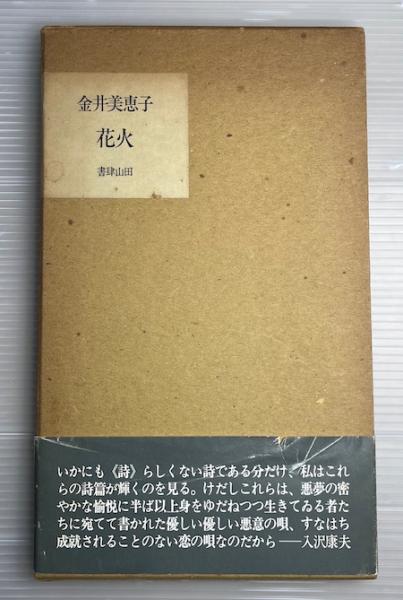 金井美恵子
花火
書肆山田
いかにも《詩》らしくない詩である分だけ、私はこれ
らの詩篇が輝くのを見る。けだしこれらは、悪夢の密
やかな愉悦に半ば以上身をゆだねつつ生きてゐる者た
ちに宛てて書かれた優しい優しい悪意の唄、すなはち
成就されることのない恋の唄なのだから——入沢康夫